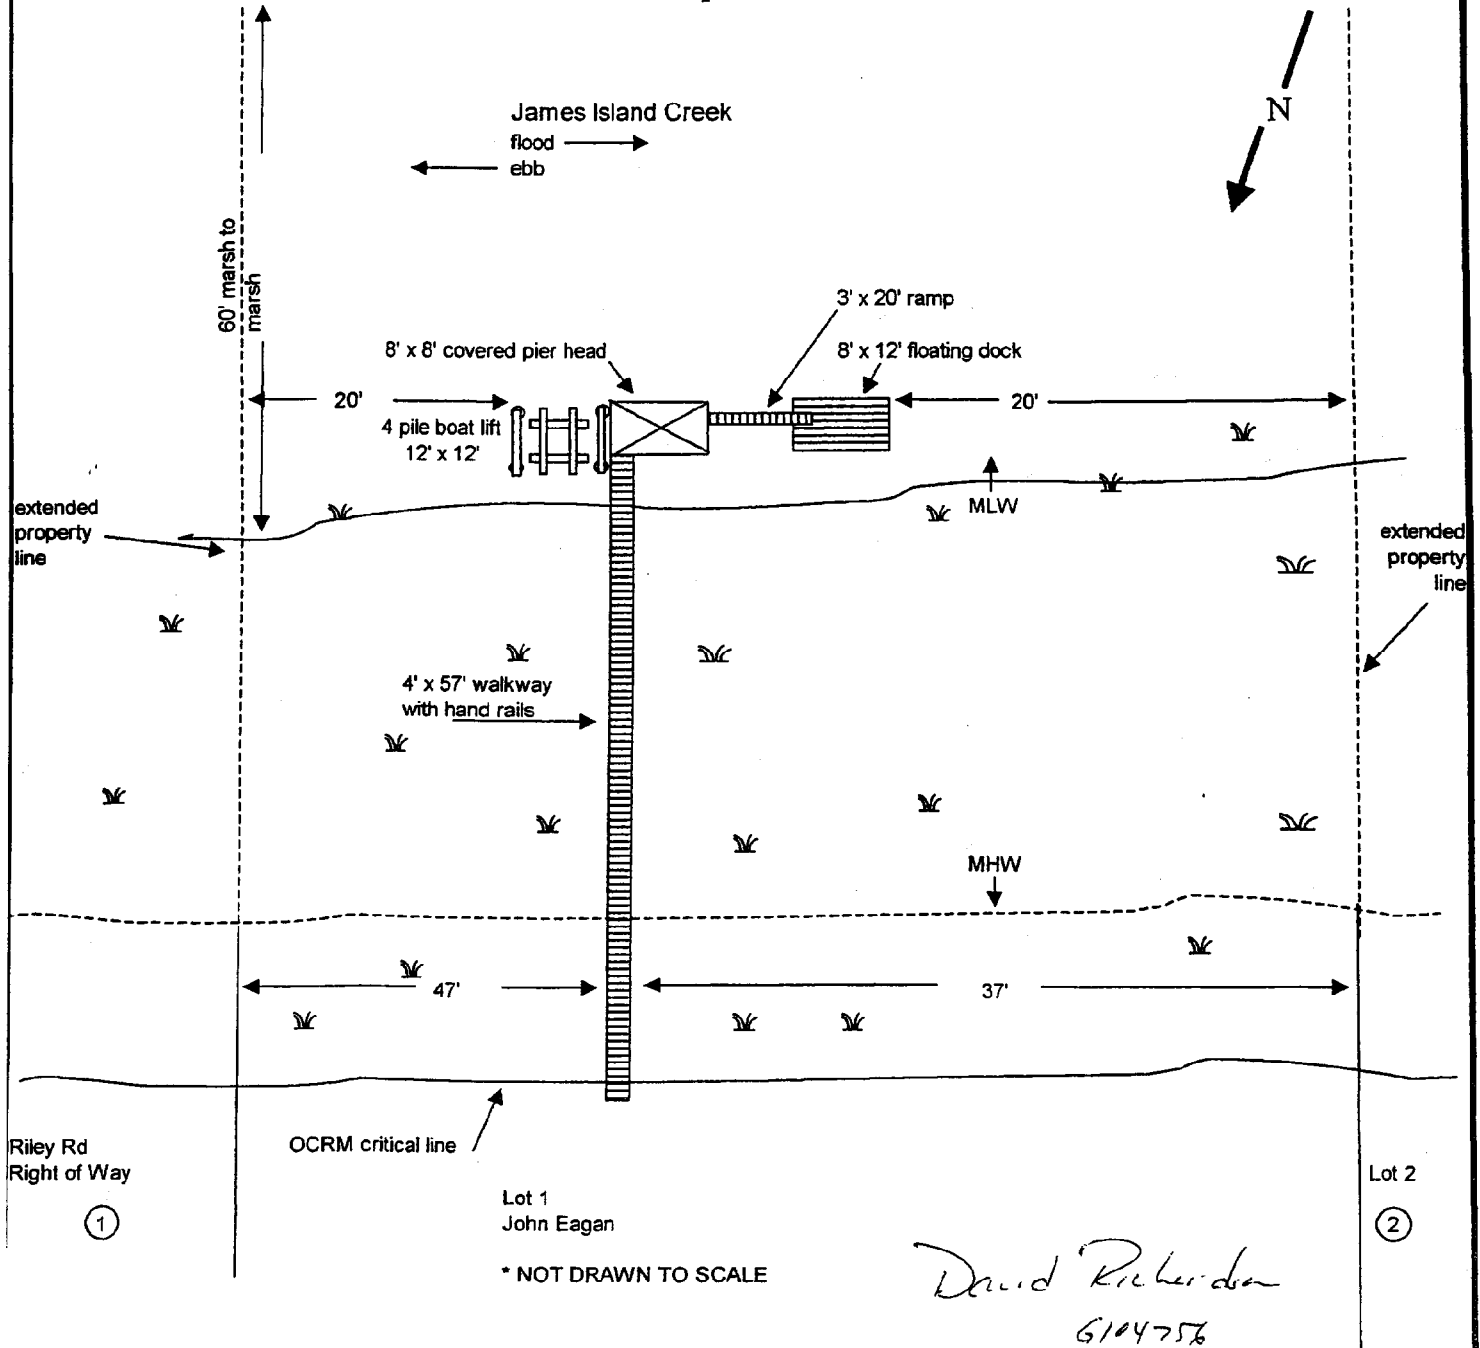 James Island Creek
flood
ebb
N
60' marsh to
marsh
3' x 20' ramp
8' x 8' covered pier head
8' x 12' floating dock
20'
20'
4 pile boat lift
12' x 12'
MLW
extended
property
line
extended
property
line
4' x 57' walkway
with hand rails
MHW
47'
37'
OCRM critical line
Riley Rd
Right of Way
1
Lot 1
John Eagan
Lot 2
2
* NOT DRAWN TO SCALE
David Richardson
6104756